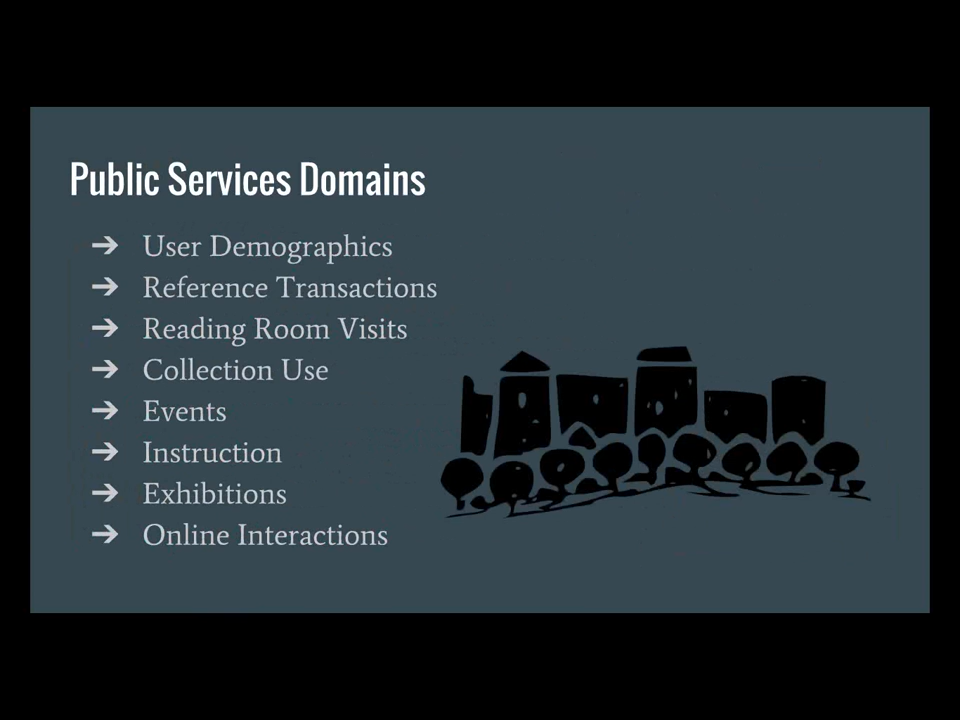 Public Services Domains
➔ User Demographics
➔ Reference Transactions
➔ Reading Room Visits
➔ Collection Use
➔ Events
➔ Instruction
➔ Exhibitions
➔ Online Interactions